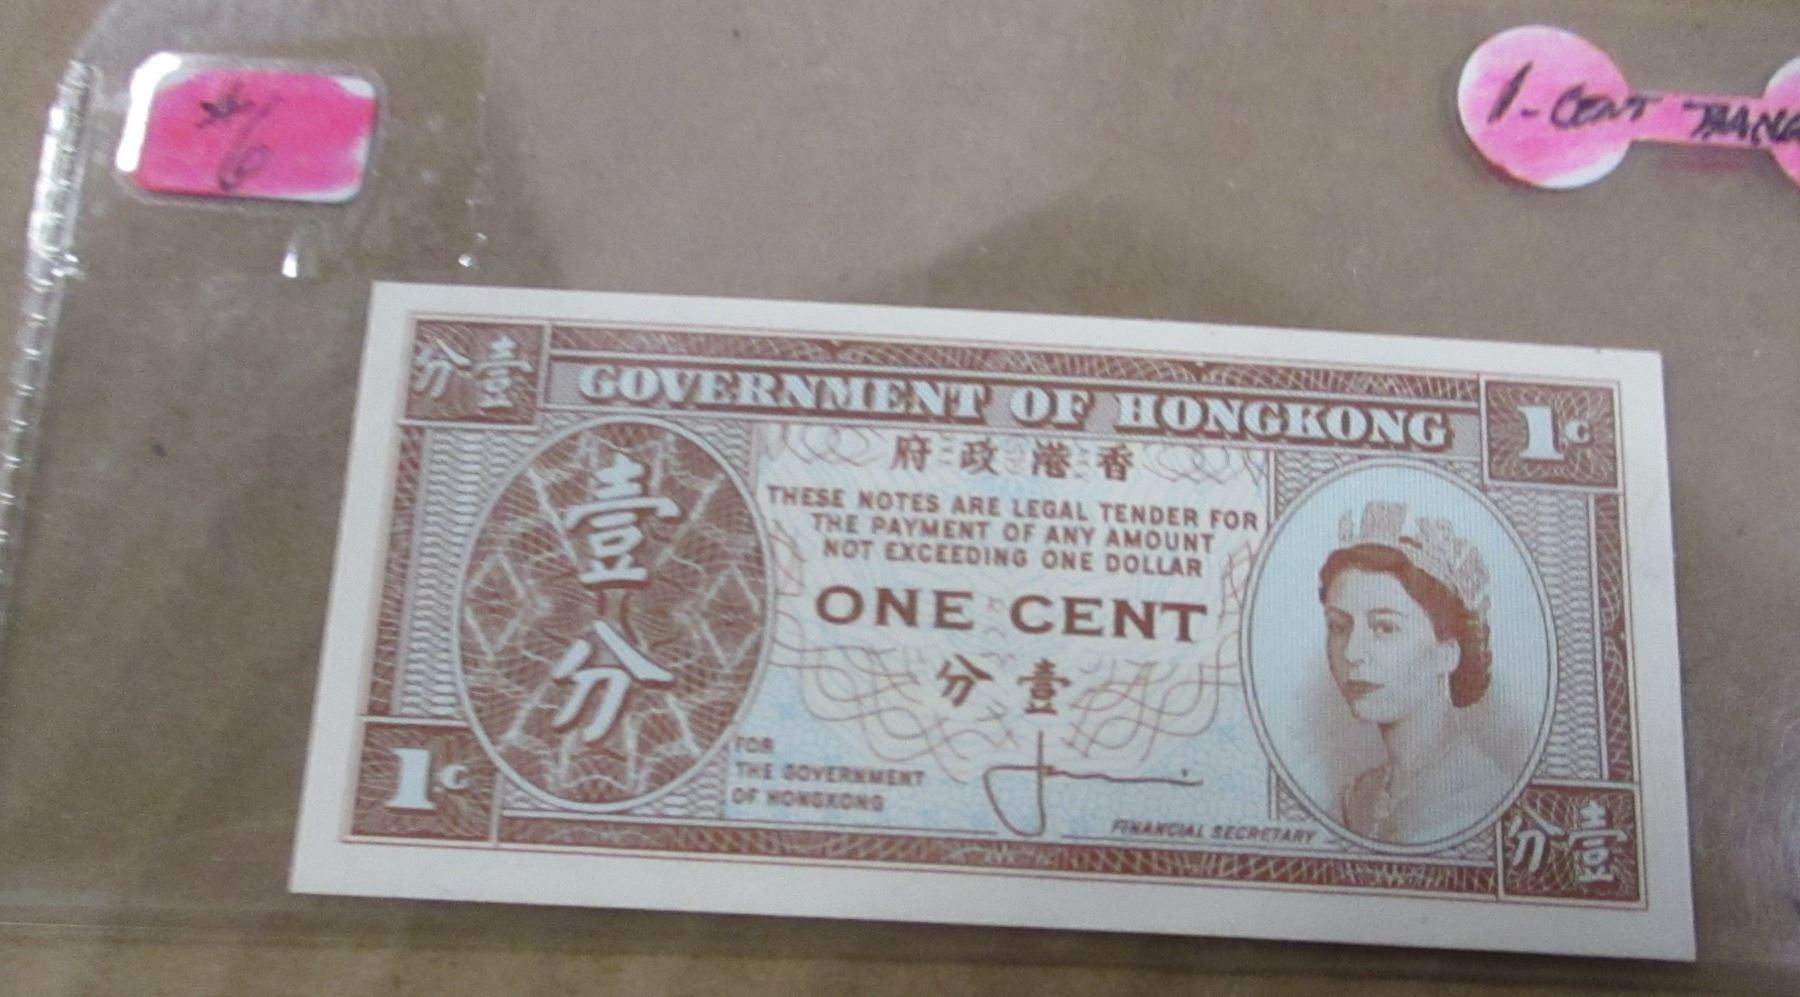 6
1-CENT
分壹
GOVERNMENT OF HONGKONG
1c
府政港香
THESE NOTES ARE LEGAL TENDER FOR
THE PAYMENT OF ANY AMOUNT
NOT EXCEEDING ONE DOLLAR
壹
分
ONE CENT
分壹
1c
FOR
THE GOVERNMENT
OF HONGKONG
FINANCIAL SECRETARY
分壹